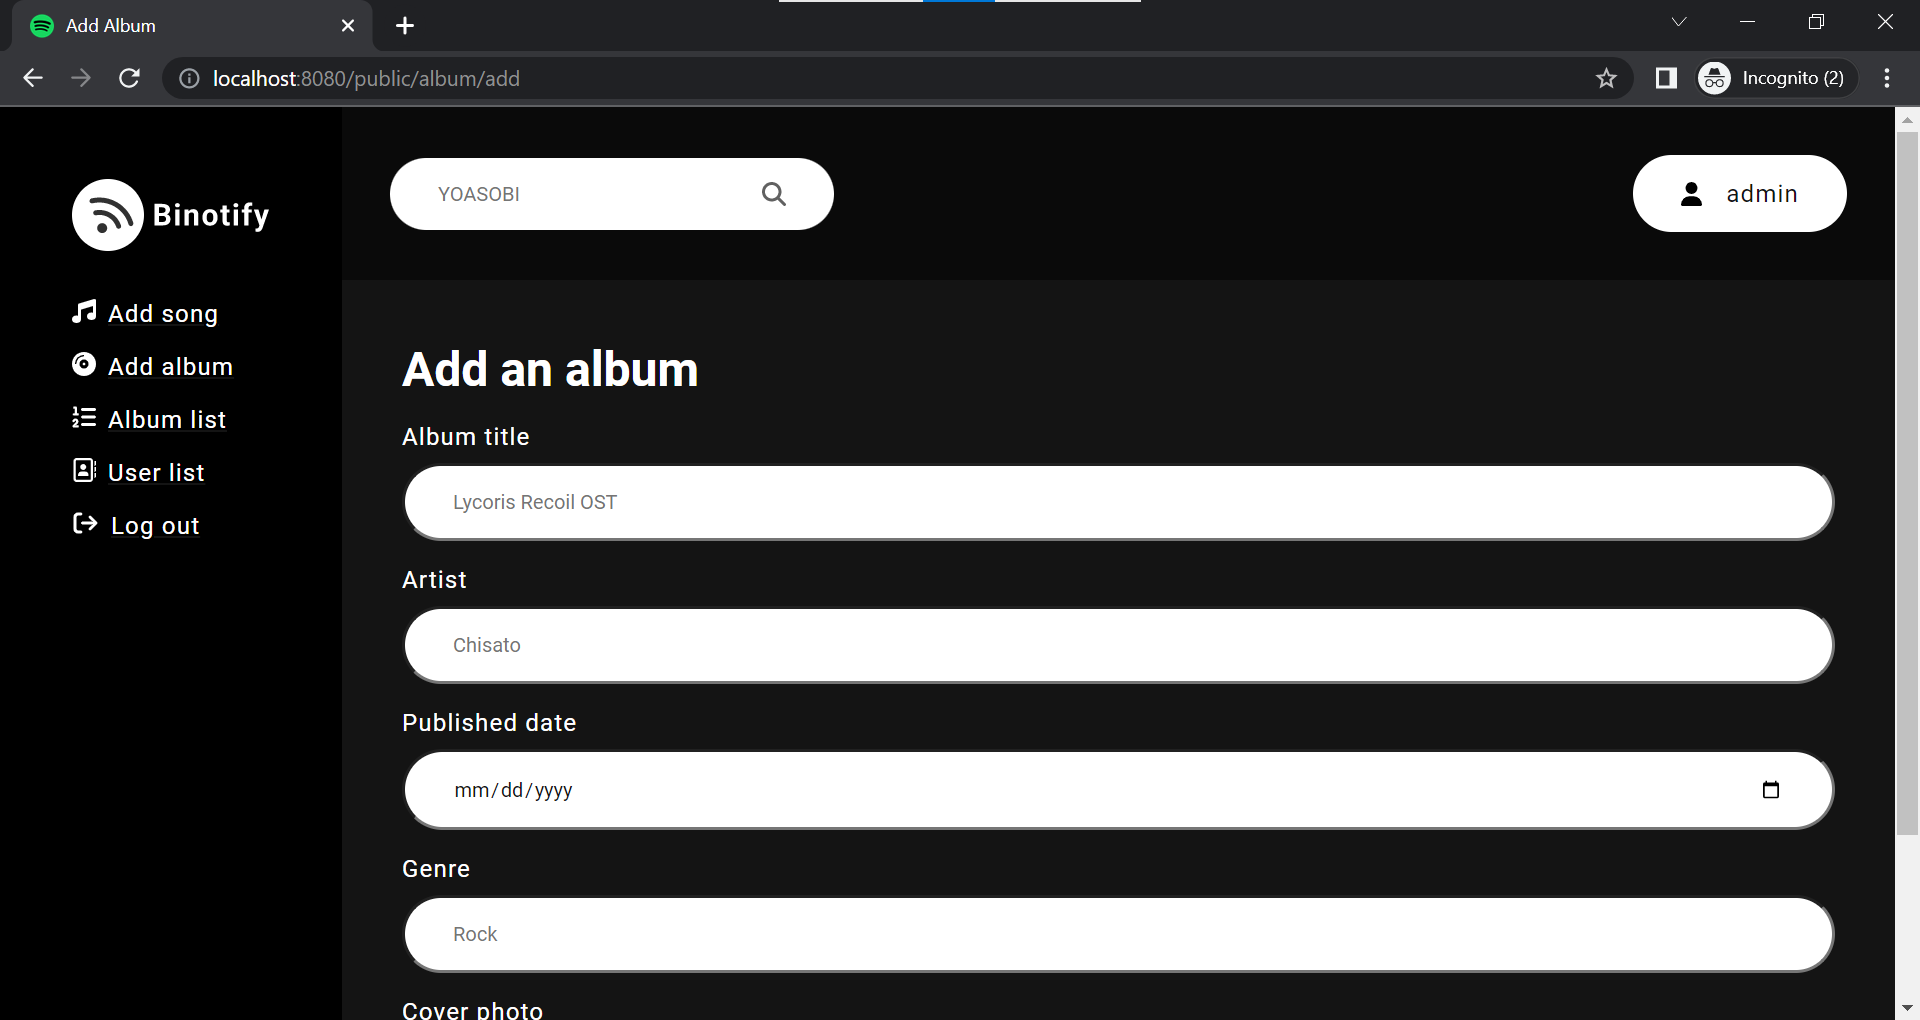 Add Album
localhost:8080/public/album/add
Incognito (2)
Binotify
Add song
Add album
Album list
User list
Log out
YOASOBI
admin
Add an album
Album title
Lycoris Recoil OST
Artist
Chisato
Published date
mm/dd/yyyy
Genre
Rock
Cover photo